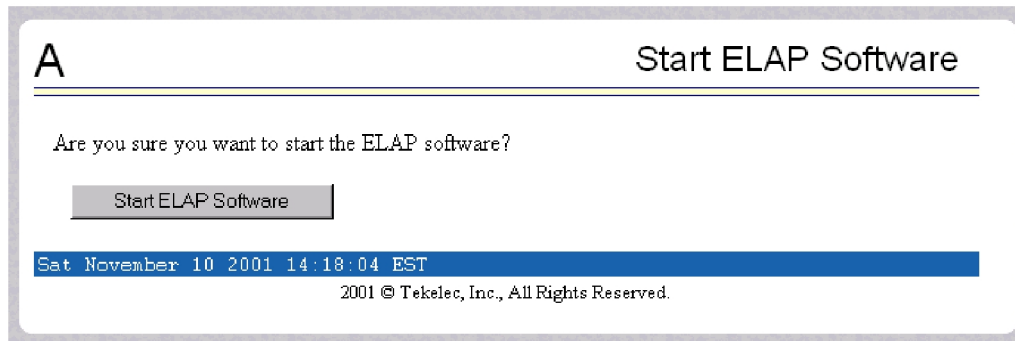 A
Start ELAP Software
Are you sure you want to start the ELAP software?
Start ELAP Software
Sat November 10 2001 14:18:04 EST
2001 © Tekelec, Inc., All Rights Reserved.